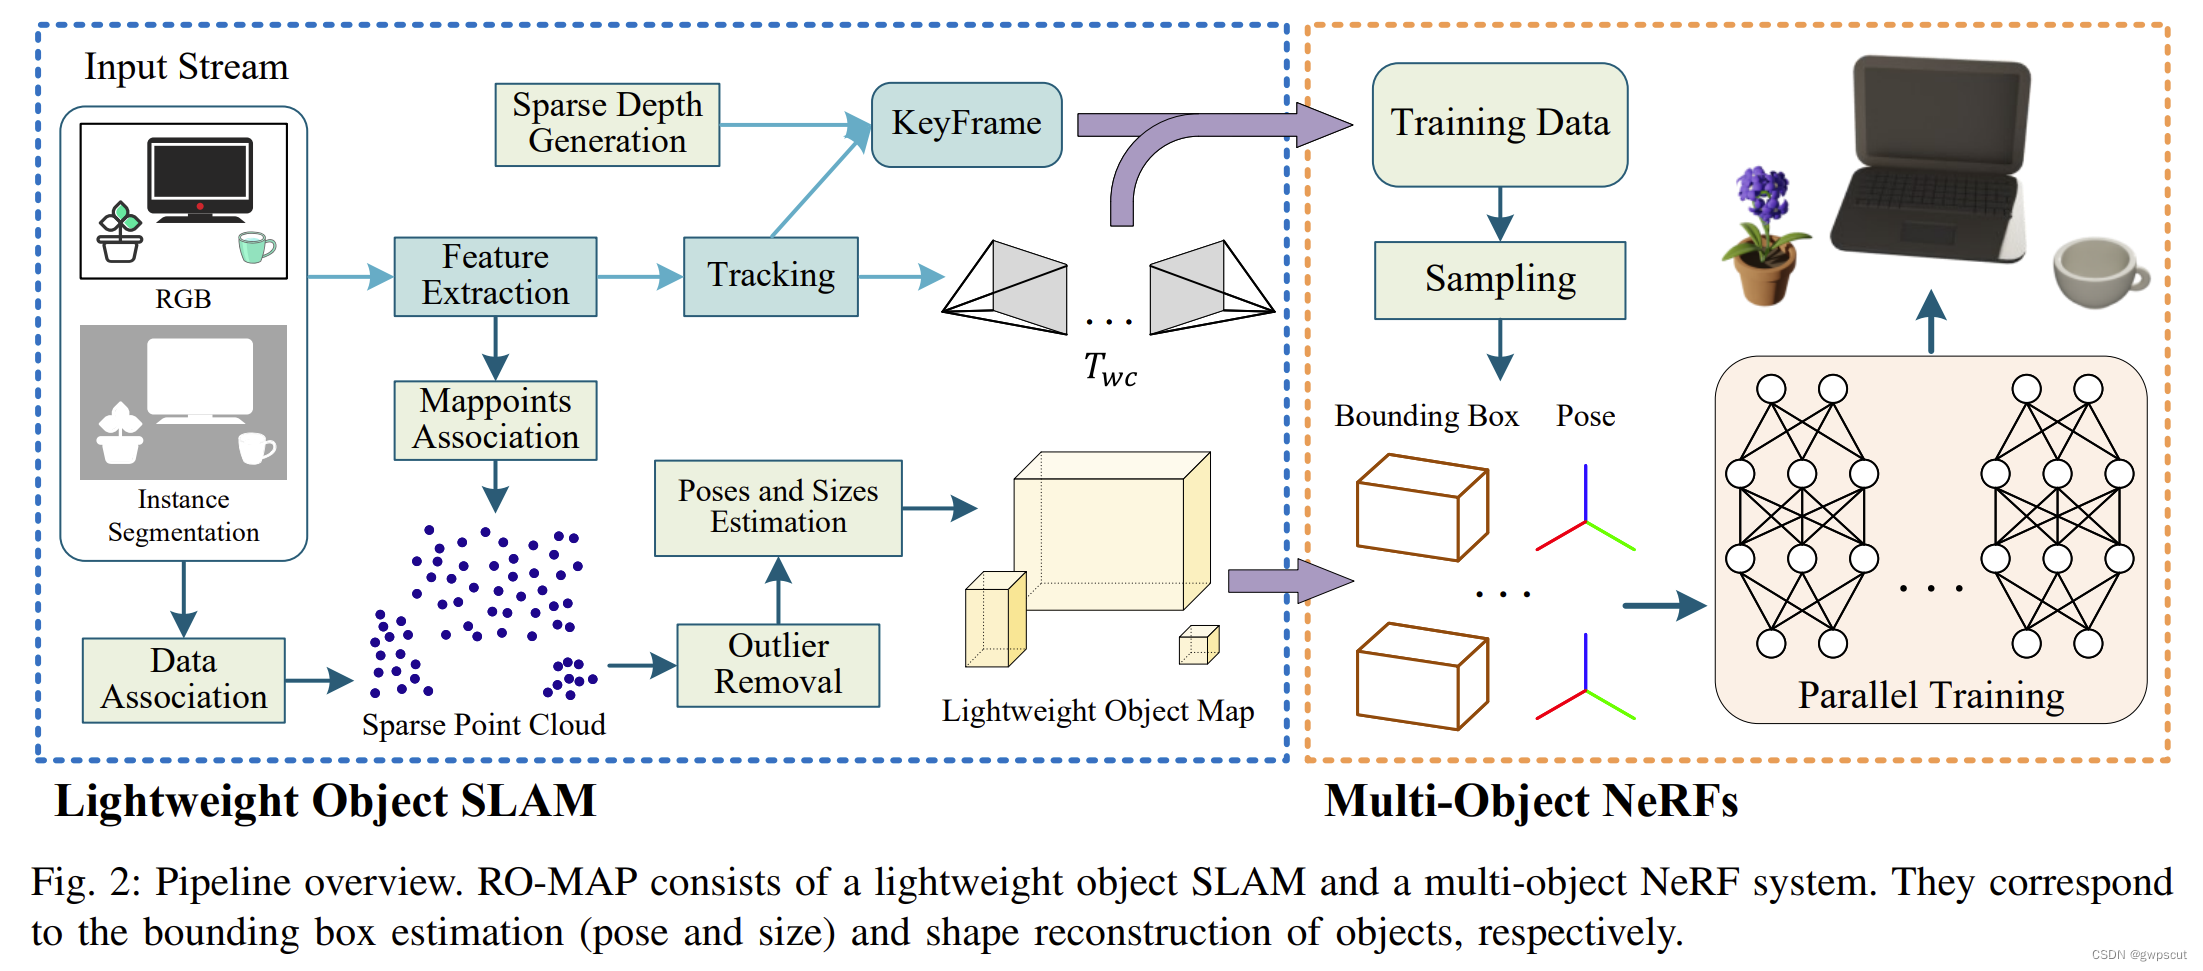 Input Stream
RGB
Instance
Segmentation
Sparse Depth
Generation
KeyFrame
Feature
Extraction
Tracking
. . .
T_wc
Mappoints
Association
Data
Association
Sparse Point Cloud
Outlier
Removal
Poses and Sizes
Estimation
Lightweight Object Map
Training Data
Sampling
Bounding Box
Pose
. . .
. . .
Parallel Training
Lightweight Object SLAM
Multi-Object NeRFs
Fig. 2: Pipeline overview. RO-MAP consists of a lightweight object SLAM and a multi-object NeRF system. They correspond
to the bounding box estimation (pose and size) and shape reconstruction of objects, respectively.
CSDN @gwpscut